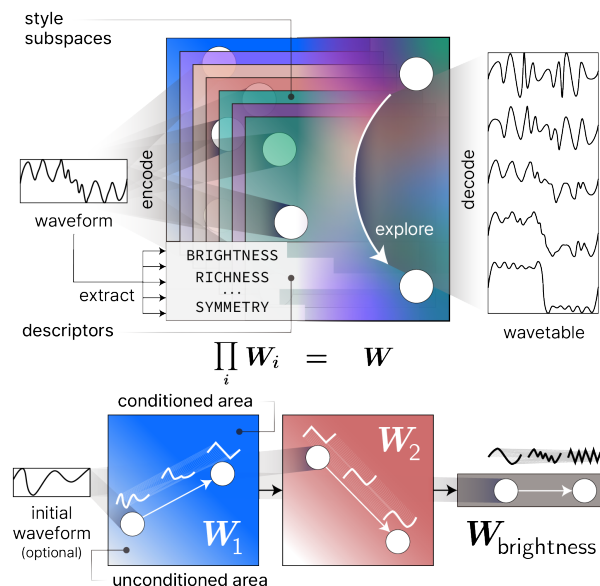 style
subspaces
encode
decode
waveform
explore
BRIGHTNESS
RICHNESS
...
SYMMETRY
extract
descriptors
wavetable
∏ W_i = W
i
conditioned area
W_1
W_2
initial
waveform
(optional)
W_brightness
unconditioned area